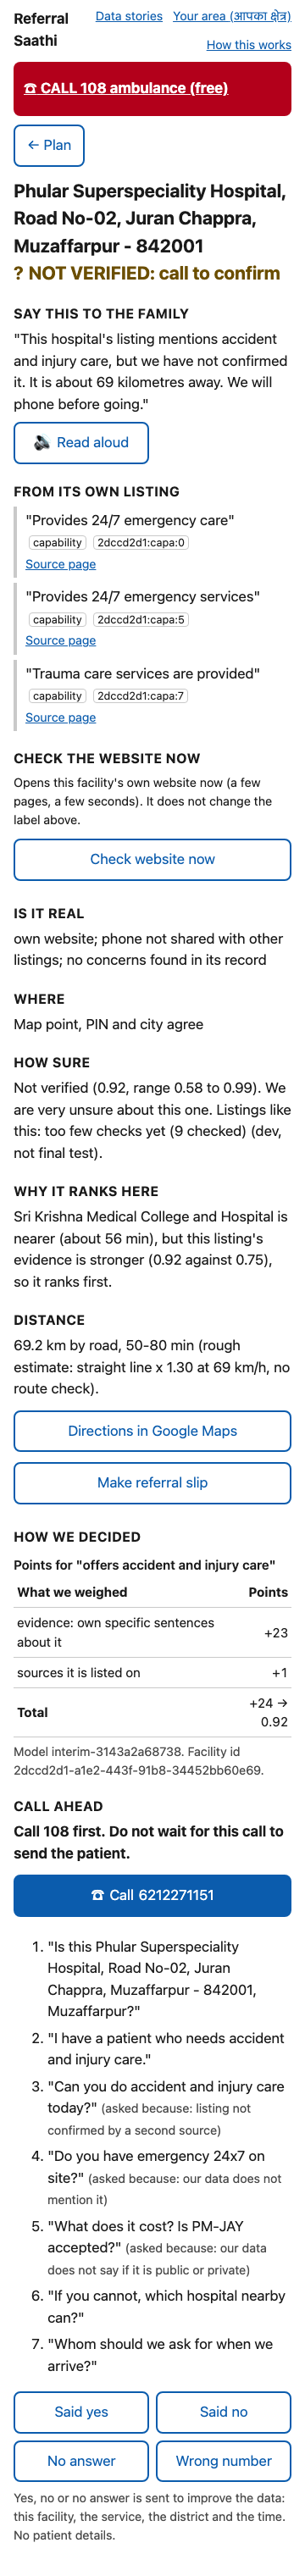 Referral
Saathi
Data stories Your area (आपका क्षेत्र)
How this works
☎ CALL 108 ambulance (free)
← Plan
Phular Superspeciality Hospital,
Road No-02, Juran Chappra,
Muzaffarpur - 842001
? NOT VERIFIED: call to confirm
SAY THIS TO THE FAMILY
"This hospital's listing mentions accident
and injury care, but we have not confirmed
it. It is about 69 kilometres away. We will
phone before going."
🔊 Read aloud
FROM ITS OWN LISTING
"Provides 24/7 emergency care"
capability 2dccd2d1:capa:0
Source page
"Provides 24/7 emergency services"
capability 2dccd2d1:capa:5
Source page
"Trauma care services are provided"
capability 2dccd2d1:capa:7
Source page
CHECK THE WEBSITE NOW
Opens this facility's own website now (a few
pages, a few seconds). It does not change the
label above.
Check website now
IS IT REAL
own website; phone not shared with other
listings; no concerns found in its record
WHERE
Map point, PIN and city agree
HOW SURE
Not verified (0.92, range 0.58 to 0.99). We
are very unsure about this one. Listings like
this: too few checks yet (9 checked) (dev,
not final test).
WHY IT RANKS HERE
Sri Krishna Medical College and Hospital is
nearer (about 56 min), but this listing's
evidence is stronger (0.92 against 0.75),
so it ranks first.
DISTANCE
69.2 km by road, 50-80 min (rough
estimate: straight line x 1.30 at 69 km/h, no
route check).
Directions in Google Maps
Make referral slip
HOW WE DECIDED
Points for "offers accident and injury care"
What we weighed Points
evidence: own specific sentences
about it +23
sources it is listed on +1
Total +24 →
0.92
Model interim-3143a2a68738. Facility id
2dccd2d1-a1e2-443f-91b8-34452bb60e69.
CALL AHEAD
Call 108 first. Do not wait for this call to
send the patient.
☎ Call 6212271151
1. "Is this Phular Superspeciality
Hospital, Road No-02, Juran
Chappra, Muzaffarpur - 842001,
Muzaffarpur?"
2. "I have a patient who needs accident
and injury care."
3. "Can you do accident and injury care
today?" (asked because: listing not
confirmed by a second source)
4. "Do you have emergency 24x7 on
site?" (asked because: our data does not
mention it)
5. "What does it cost? Is PM-JAY
accepted?" (asked because: our data
does not say if it is public or private)
6. "If you cannot, which hospital nearby
can?"
7. "Whom should we ask for when we
arrive?"
Said yes Said no
No answer Wrong number
Yes, no or no answer is sent to improve the data:
this facility, the service, the district and the time.
No patient details.